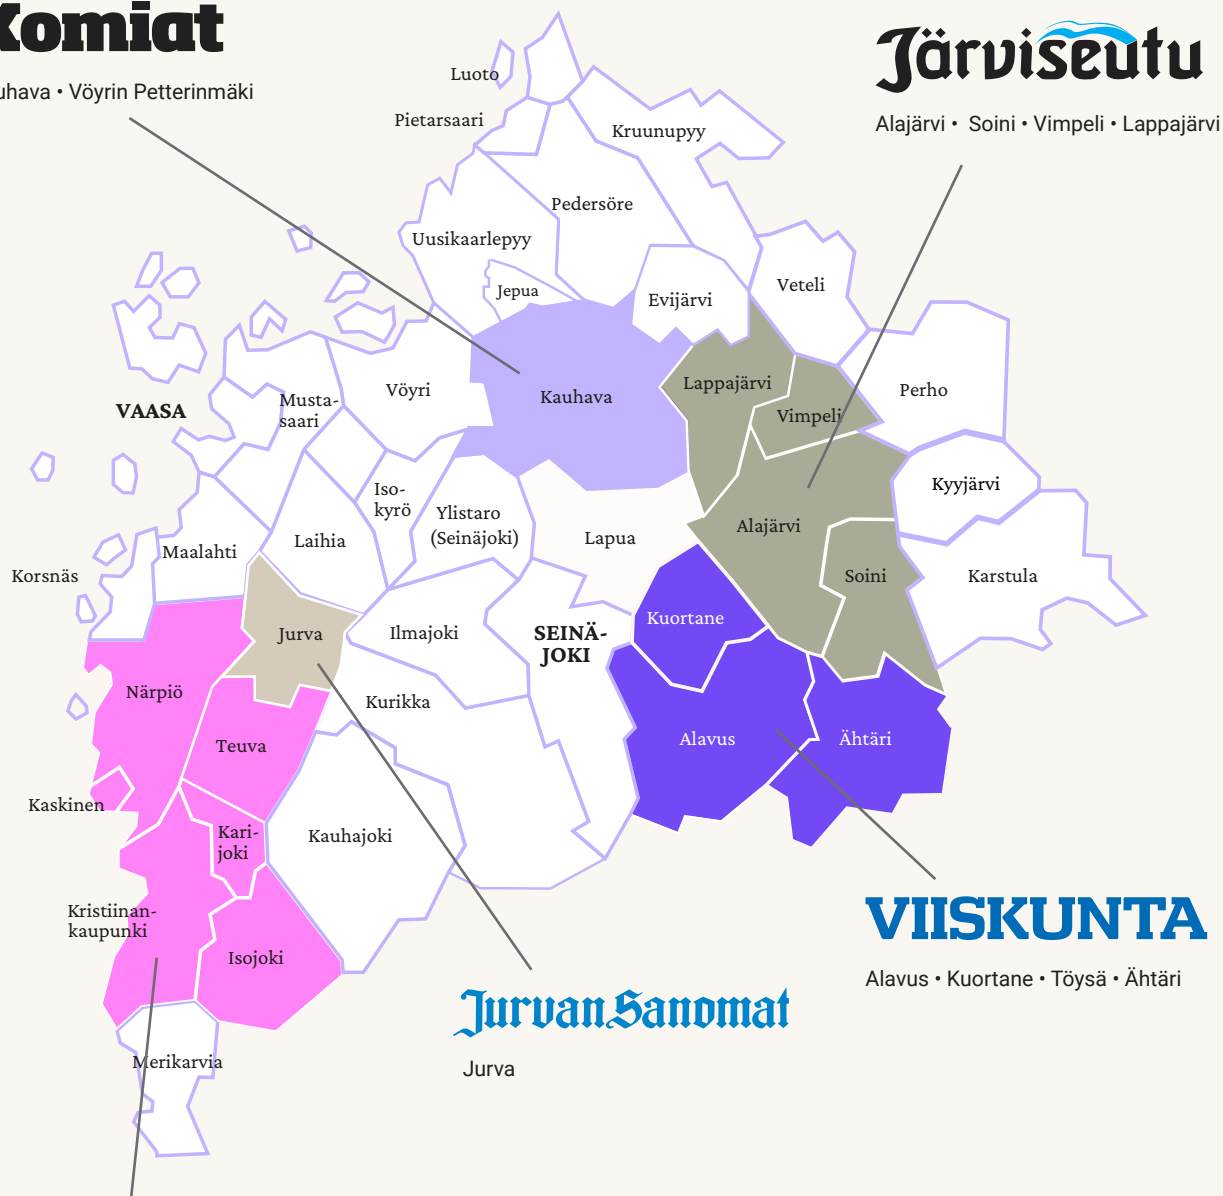 Komiat
uhava • Vöyrin Petterinmäki
Järviseutu
Alajärvi • Soini • Vimpeli • Lappajärvi
Luoto
Pietarsaari
Kruunupyy
Pedersöre
Uusikaarlepyy
Jepua
Evijärvi
Veteli
Kauhava
Lappajärvi
Vimpeli
Perho
Vöyri
VAASA
Musta-
saari
Iso-
kyrö
Ylistaro
(Seinäjoki)
Kyyjärvi
Lapua
Alajärvi
Laihia
Maalahti
Korsnäs
Soini
Karstula
Jurva
Ilmajoki
SEINÄ-
JOKI
Kuortane
Närpiö
Kurikka
Teuva
Alavus
Ähtäri
Kaskinen
Kari-
joki
Kauhajoki
Kristiinan-
kaupunki
Isojoki
VIISKUNTA
Alavus • Kuortane • Töysä • Ähtäri
Jurvan Sanomat
Jurva
Merikarvia